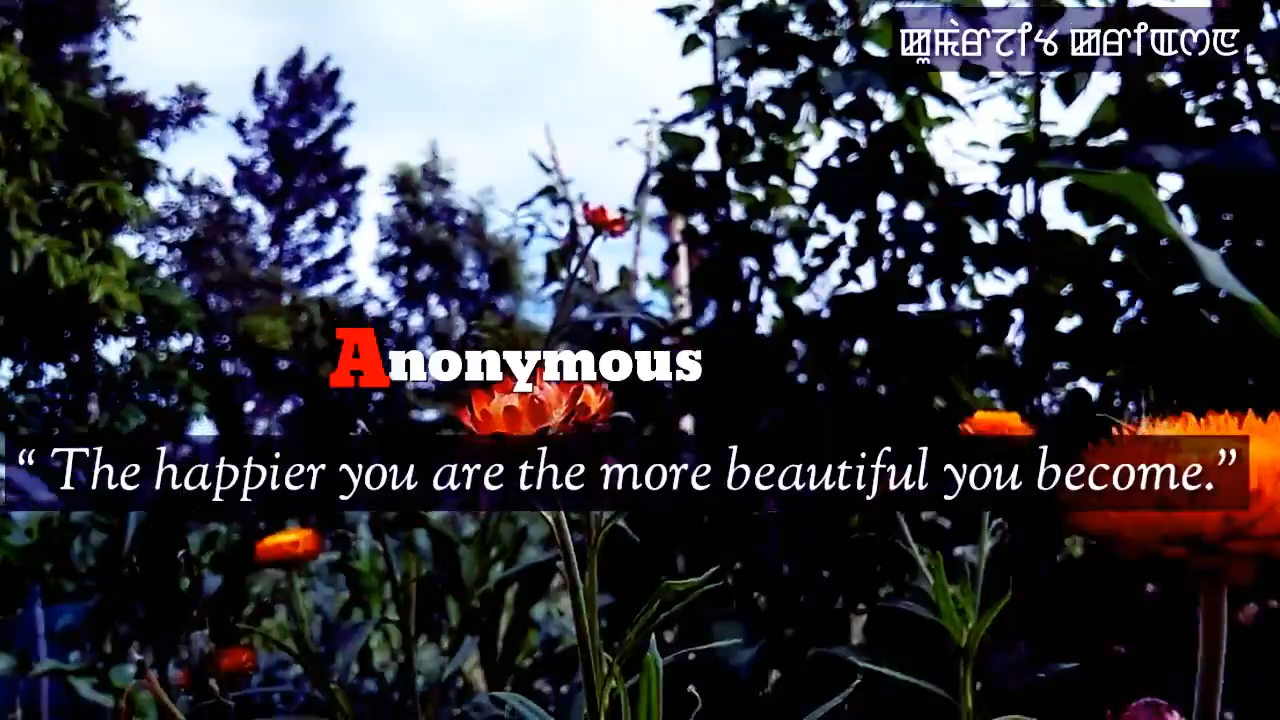 Anonymous
“ The happier you are the more beautiful you become.”